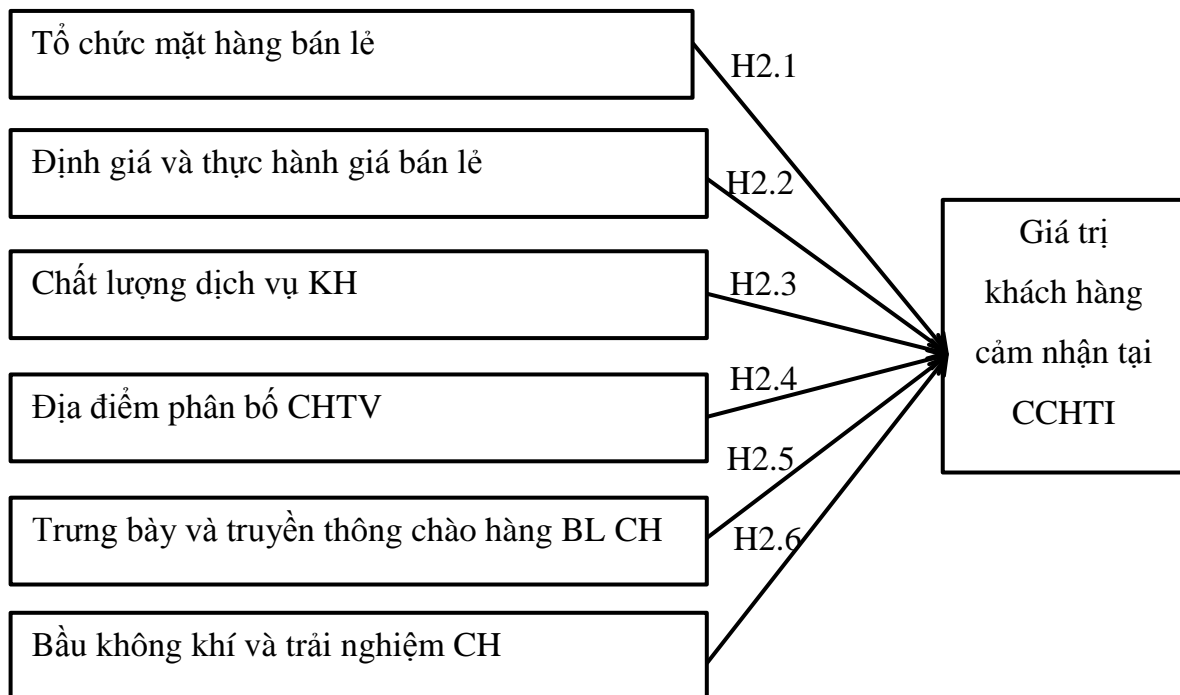 Tổ chức mặt hàng bán lẻ
H2.1
Định giá và thực hành giá bán lẻ
H2.2
Chất lượng dịch vụ KH
H2.3
Địa điểm phân bố CHTV
H2.4
Trưng bày và truyền thông chào hàng BL CH
H2.5
Bầu không khí và trải nghiệm CH
H2.6
Giá trị
khách hàng
cảm nhận tại
CCHTI